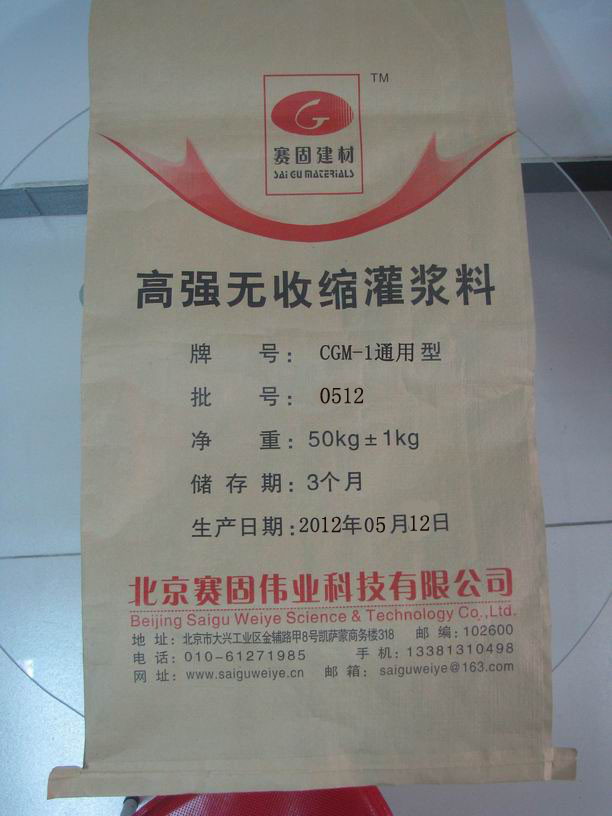 TM
G
赛固建材
SAI GU MATERIALS
高强无收缩灌浆料
牌 号： CGM-1通用型
批 号： 0512
净 重：50kg±1kg
储 存 期：3个月
生产日期：2012年05月12日
北京赛固伟业科技有限公司
Beijing Saigu Weiye Science & Technology Co.,Ltd.
地 址：北京市大兴工业区金辅路甲8号凯萨蒙商务楼318 邮 编：102600
电 话：010-61271985 手 机：13381310498
网 址：www.saiguweiye.cn 邮 箱：saiguweiye@163.com